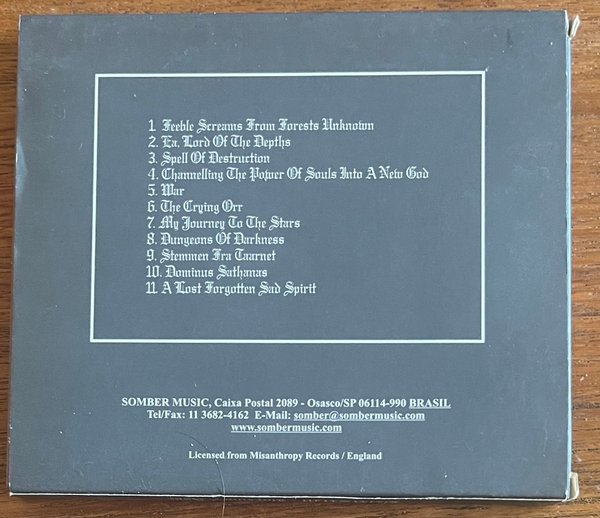 1. Feeble Screams From Forests Unknown
2. Ea, Lord Of The Depths
3. Spell Of Destruction
4. Channelling The Power Of Souls Into A New God
5. War
6. The Crying Orr
7. My Journey To The Stars
8. Dungeons Of Darkness
9. Stemmen Fra Taarnet
10. Dominus Sathanas
11. A Lost Forgotten Sad Spirit
SOMBER MUSIC, Caixa Postal 2089 - Osasco/SP 06114-990 BRASIL
Tel/Fax: 11 3682-4162 E-Mail: somber@sombermusic.com
www.sombermusic.com
Licensed from Misanthropy Records / England